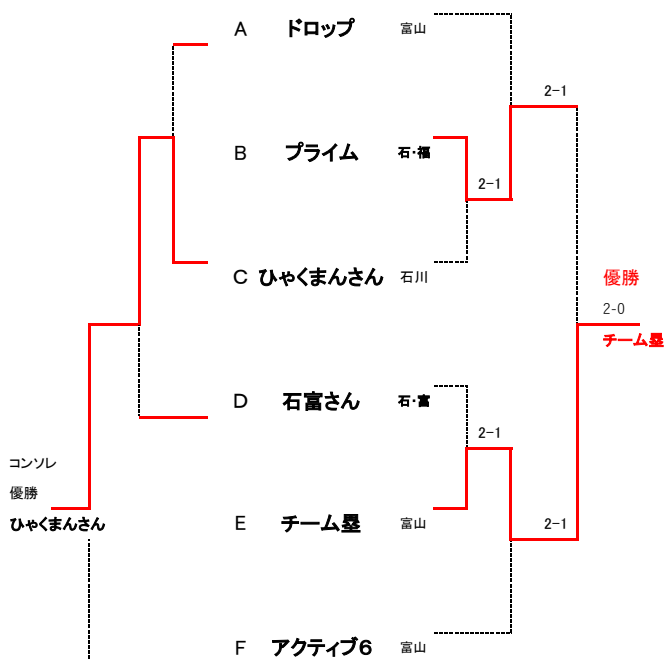 A ドロップ 富山
2-1
B プライム 石・福
2-1
C ひゃくまんさん 石川
優勝
2-0
チーム塁
D 石富さん 石・富
2-1
コンソレ
優勝
ひゃくまんさん
E チーム塁 富山
2-1
F アクティブ6 富山